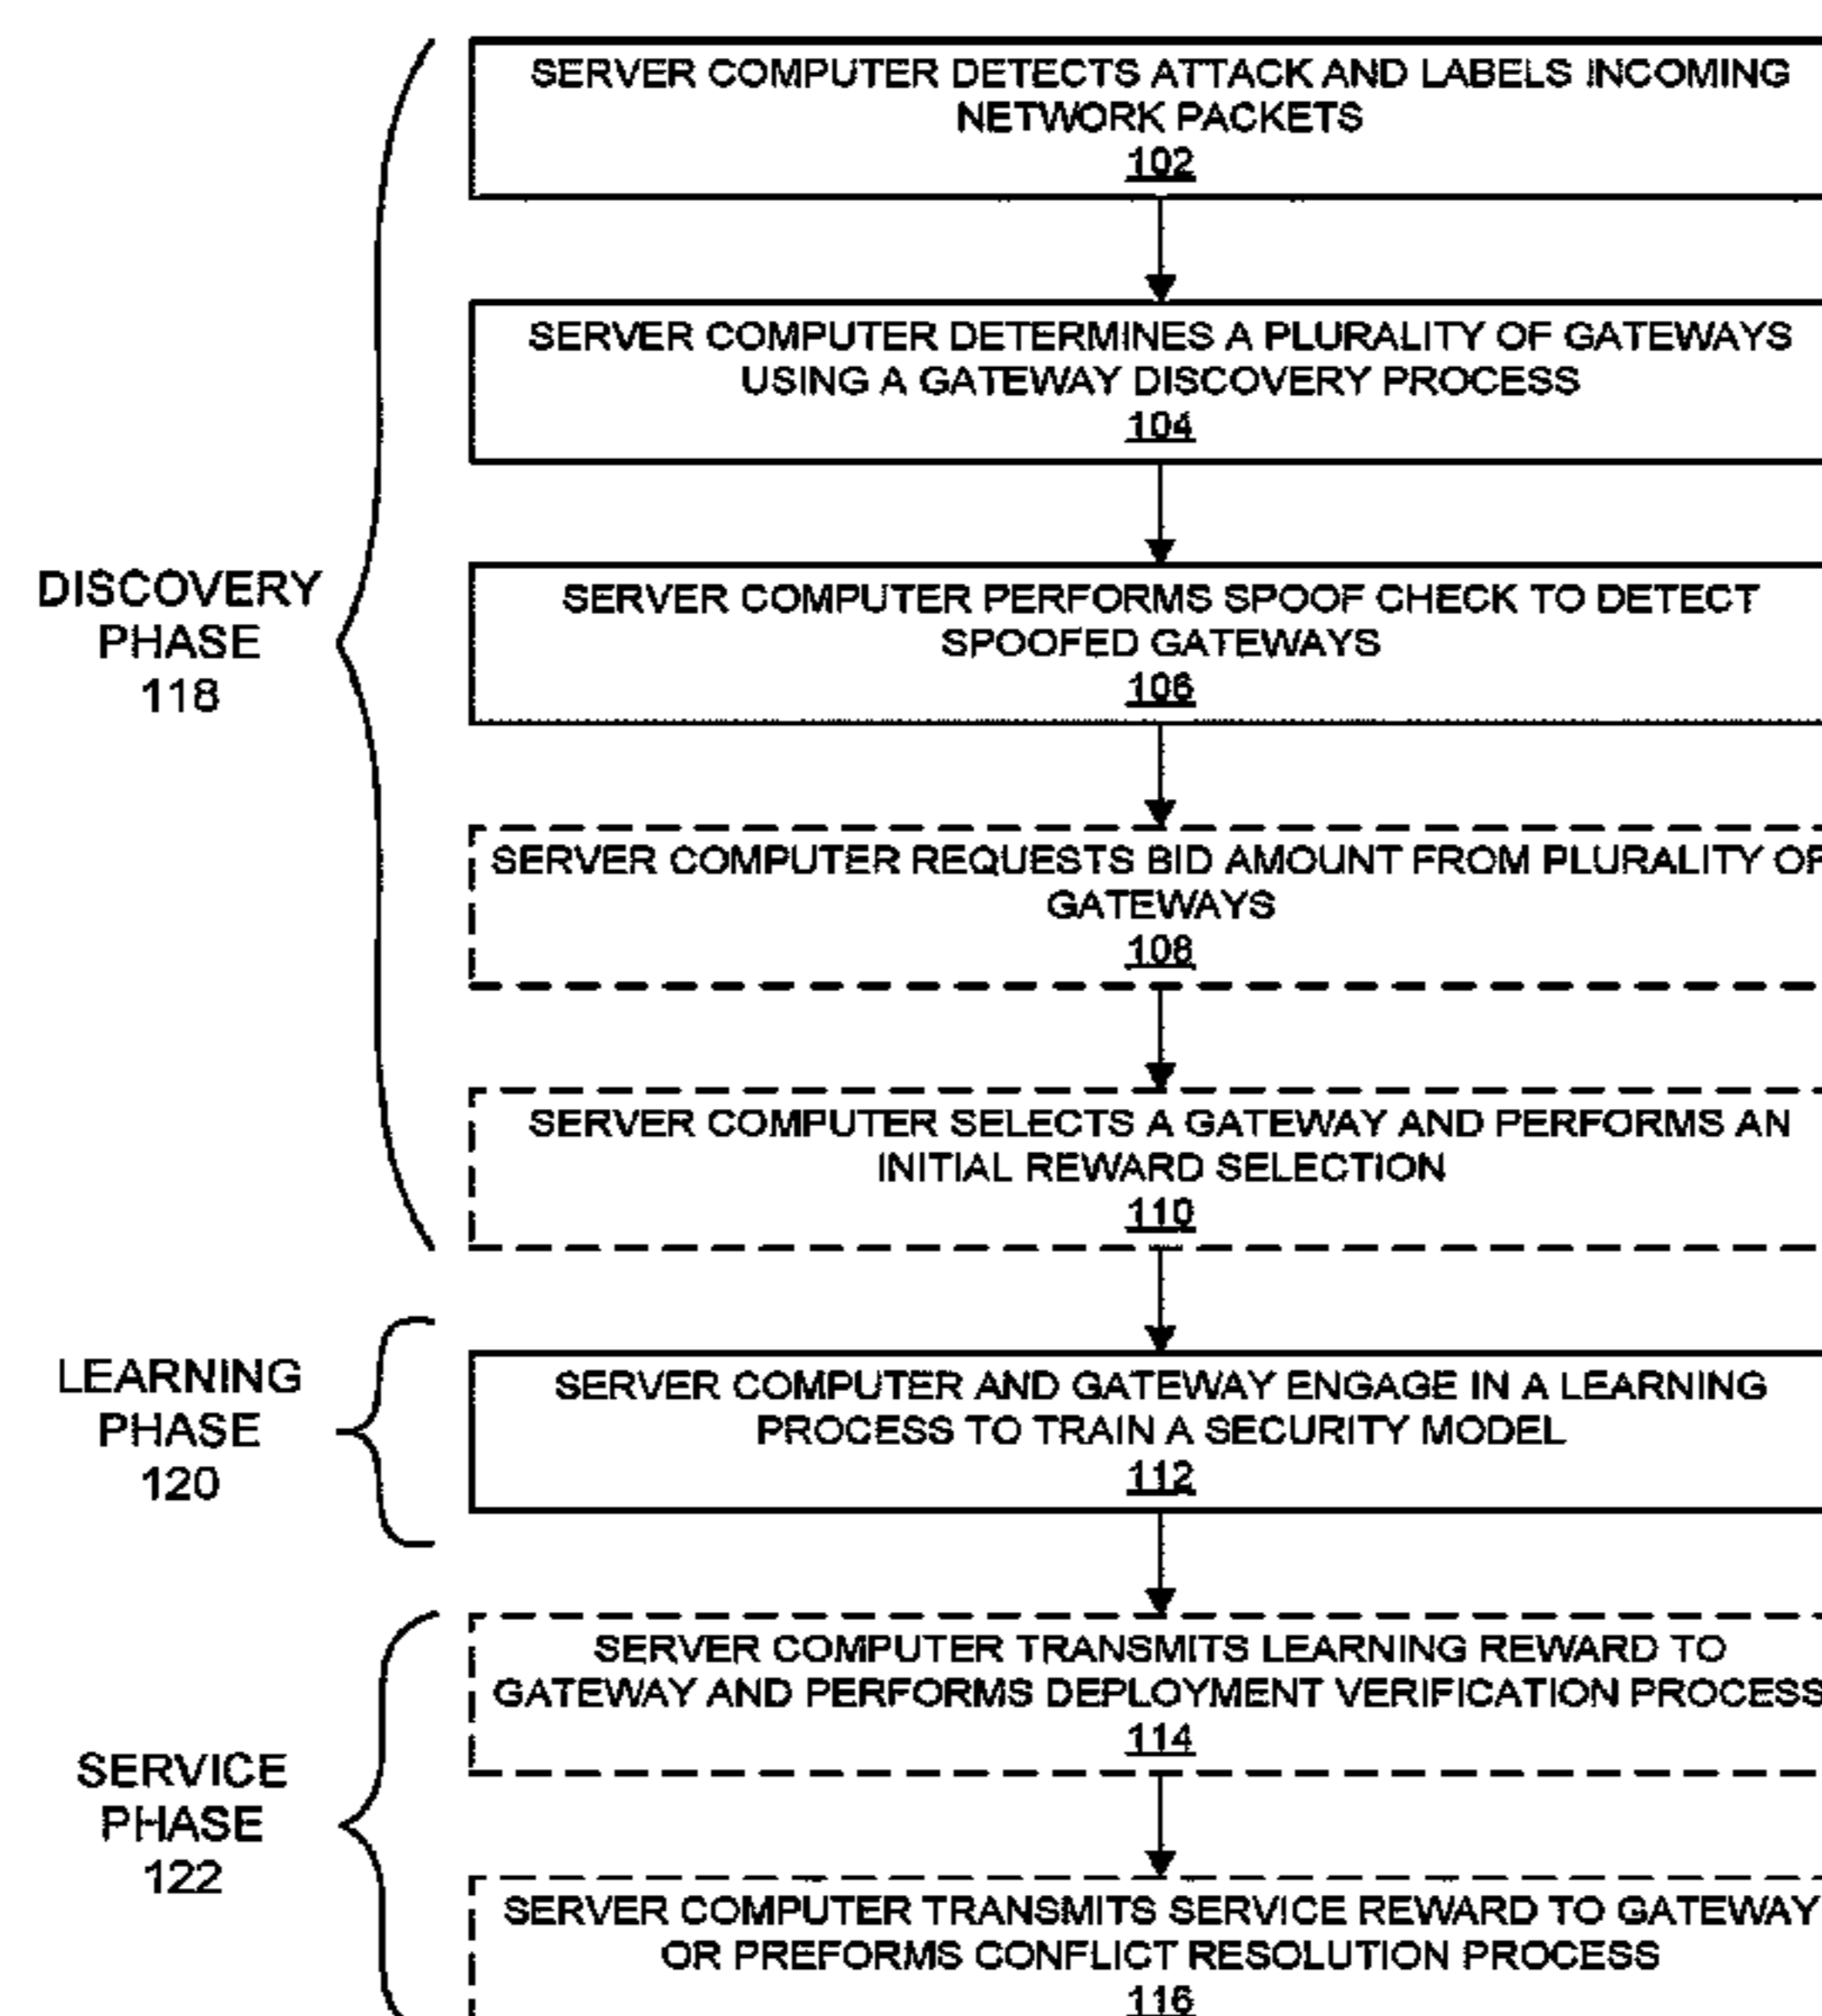 SERVER COMPUTER DETECTS ATTACK AND LABELS INCOMING
NETWORK PACKETS
102
SERVER COMPUTER DETERMINES A PLURALITY OF GATEWAYS
USING A GATEWAY DISCOVERY PROCESS
104
DISCOVERY
PHASE
118
SERVER COMPUTER PERFORMS SPOOF CHECK TO DETECT
SPOOFED GATEWAYS
106
SERVER COMPUTER REQUESTS BID AMOUNT FROM PLURALITY OF
GATEWAYS
108
SERVER COMPUTER SELECTS A GATEWAY AND PERFORMS AN
INITIAL REWARD SELECTION
110
LEARNING
PHASE
120
SERVER COMPUTER AND GATEWAY ENGAGE IN A LEARNING
PROCESS TO TRAIN A SECURITY MODEL
112
SERVICE
PHASE
122
SERVER COMPUTER TRANSMITS LEARNING REWARD TO
GATEWAY AND PERFORMS DEPLOYMENT VERIFICATION PROCESS
114
SERVER COMPUTER TRANSMITS SERVICE REWARD TO GATEWAY
OR PREFORMS CONFLICT RESOLUTION PROCESS
116